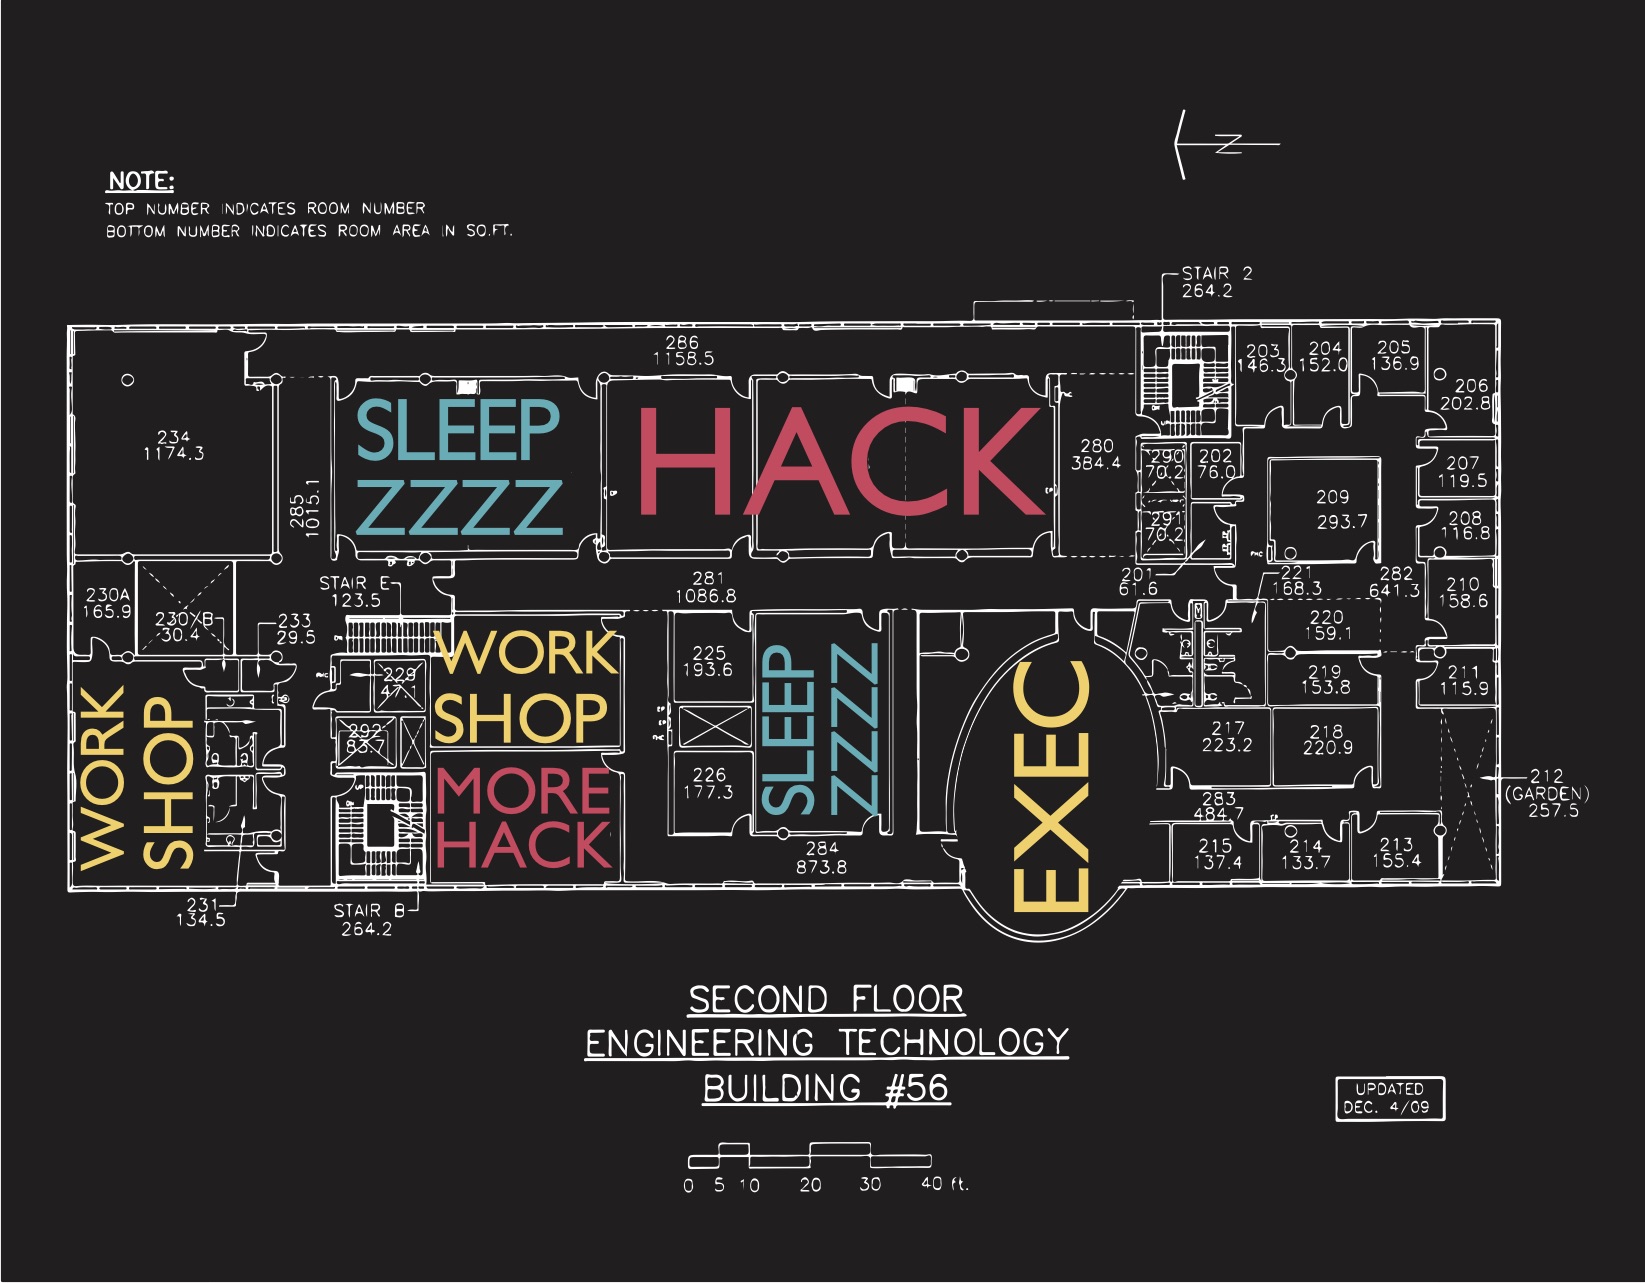 Z
NOTE:
TOP NUMBER INDICATES ROOM NUMBER
BOTTOM NUMBER INDICATES ROOM AREA IN SQ.FT.
STAIR 2
264.2
286
1158.5
203
146.3
204
152.0
205
136.9
206
202.8
234
1174.3
285
1015.1
SLEEP
ZZZZ
HACK
280
384.4
290
70.2
202
76.0
291
70.2
209
293.7
207
119.5
208
116.8
230A
165.9
230XB
30.4
233
29.5
STAIR E
123.5
281
1086.8
201
61.6
221
168.3
282
641.3
210
158.6
220
159.1
219
153.8
211
115.9
WORK
SHOP
229
47.1
292
83.7
WORK
SHOP
MORE
HACK
225
193.6
226
177.3
SLEEP
ZZZZ
EXEC
217
223.2
218
220.9
212
(GARDEN)
257.5
283
484.7
215
137.4
214
133.7
213
155.4
284
873.8
231
134.5
STAIR B
264.2
SECOND FLOOR
ENGINEERING TECHNOLOGY
BUILDING #56
UPDATED
DEC. 4/09
0 5 10 20 30 40 ft.